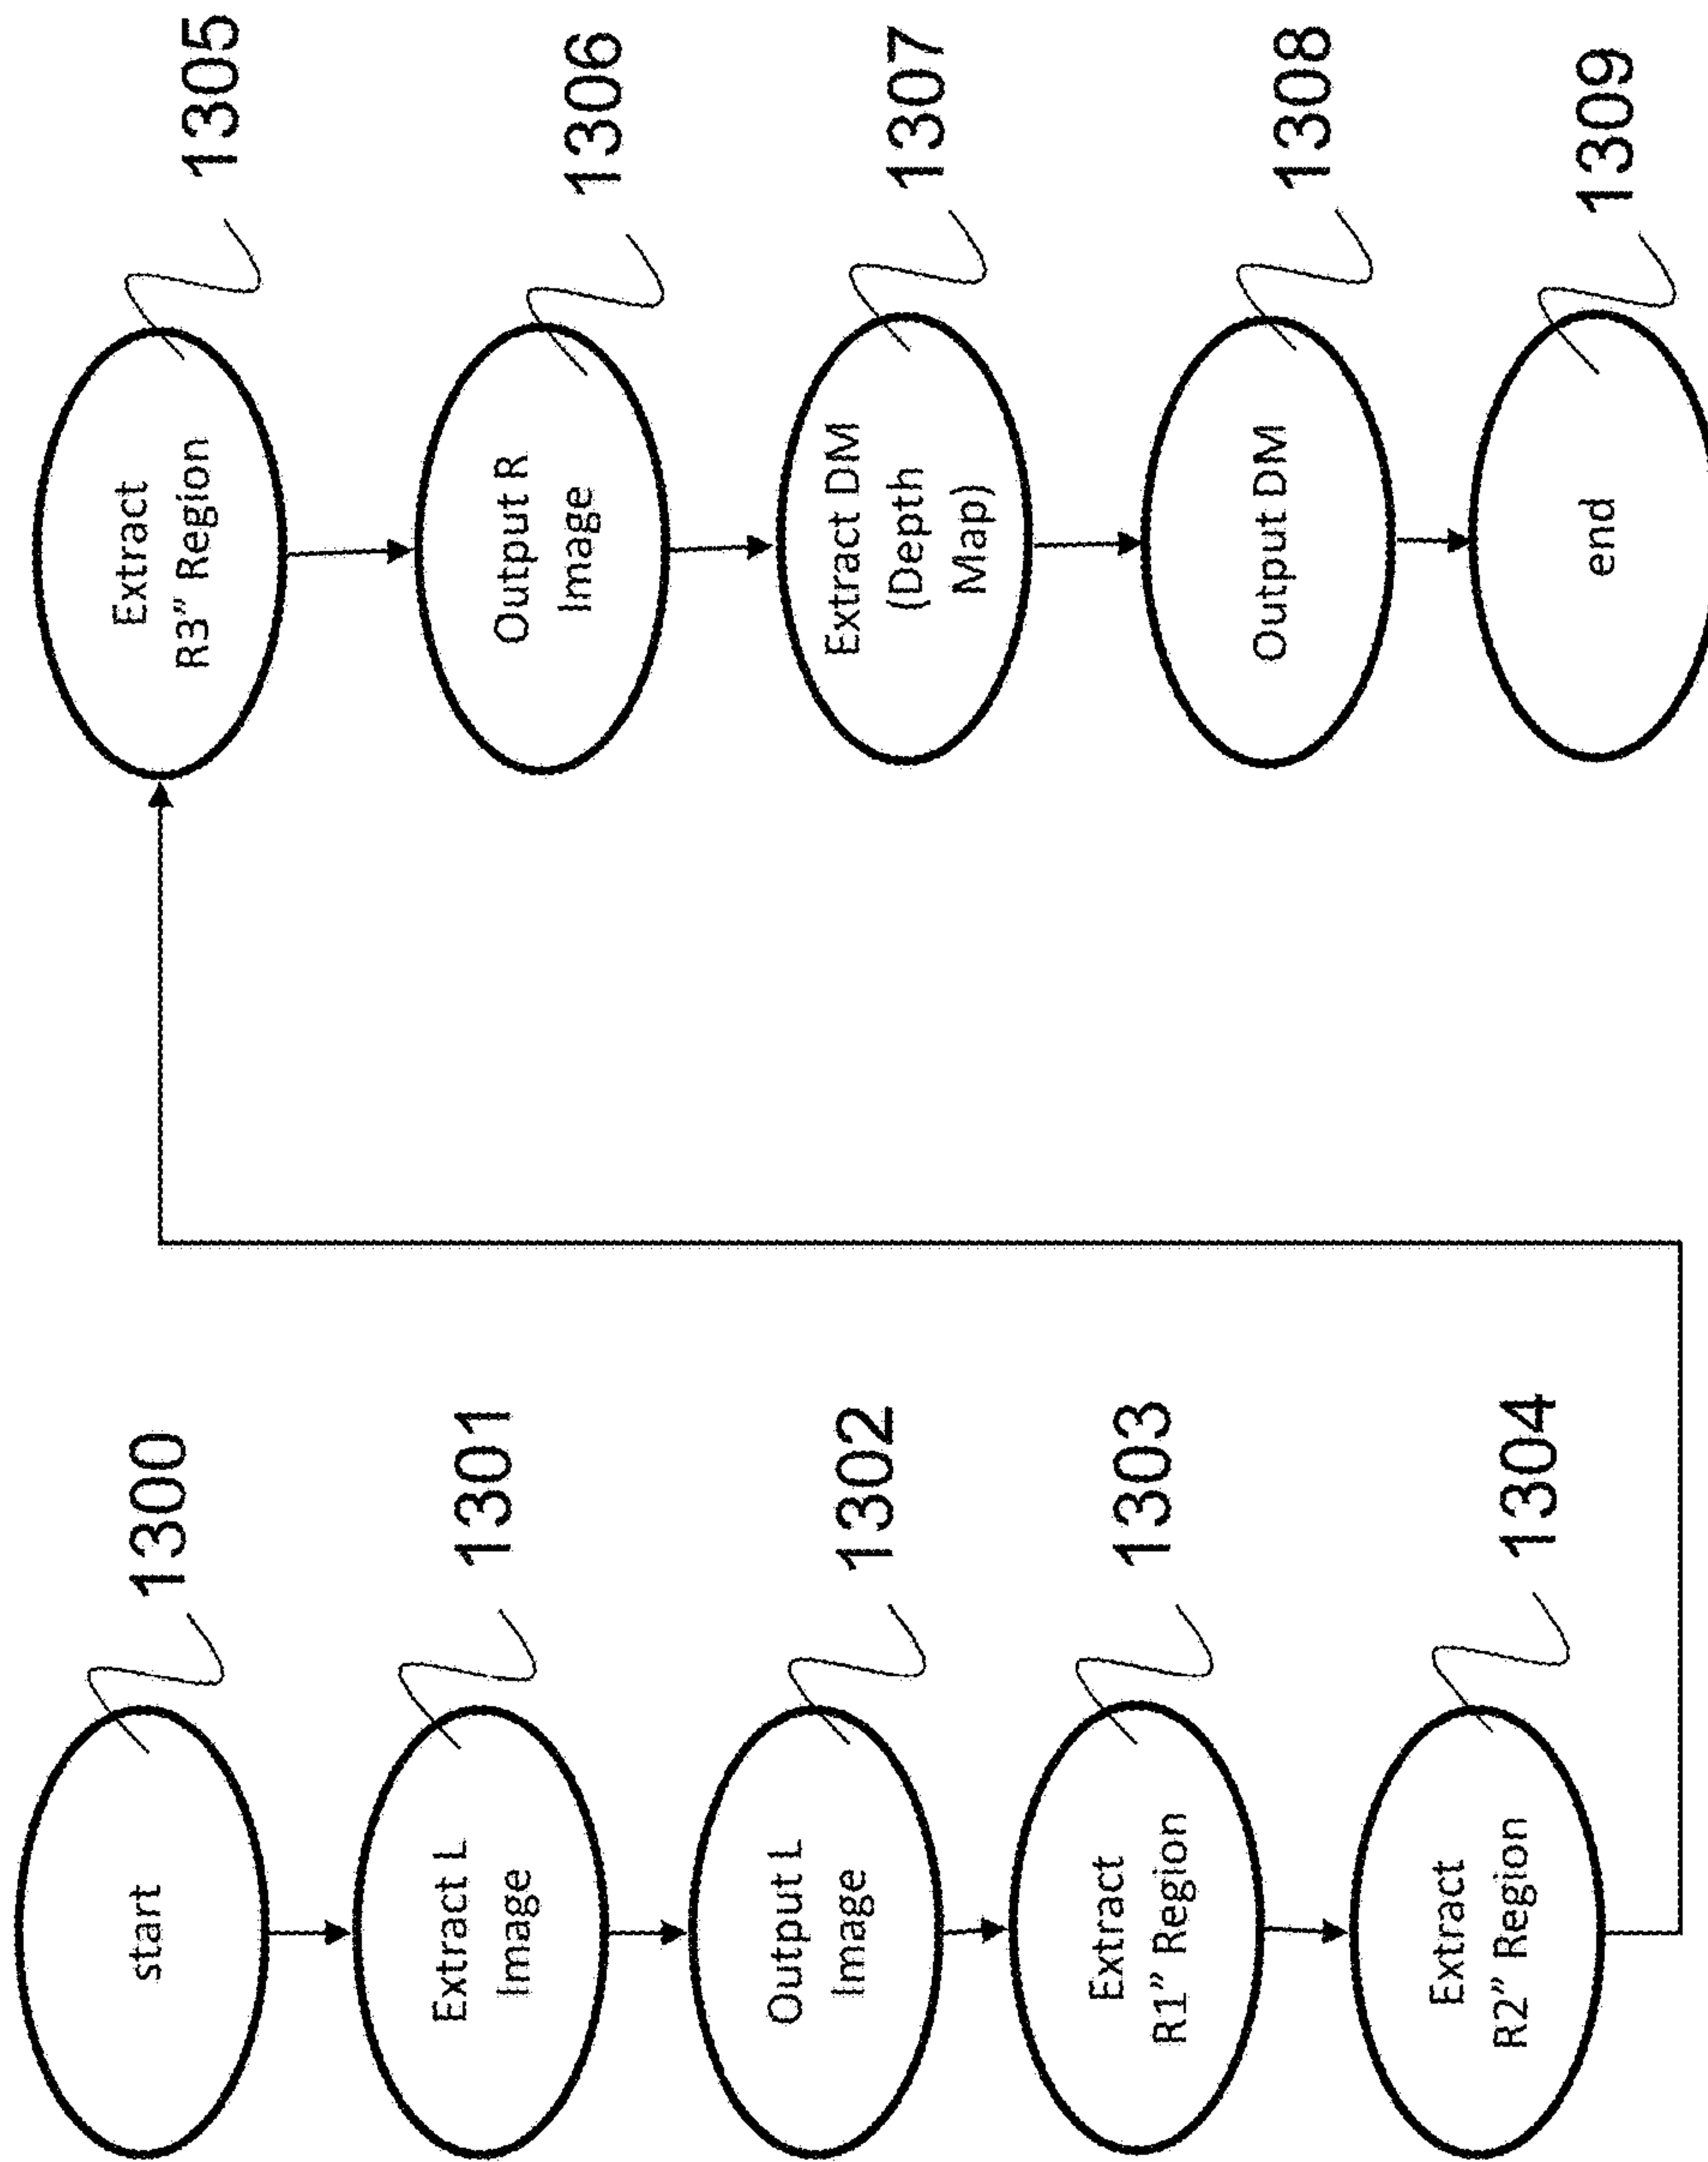 start
1300
Extract L
Image
1301
Output L
Image
1302
Extract
R1” Region
1303
Extract
R2” Region
1304
Extract
R3” Region
1305
Output R
Image
1306
Extract DM
(Depth
Map)
1307
Output DM
1308
end
1309